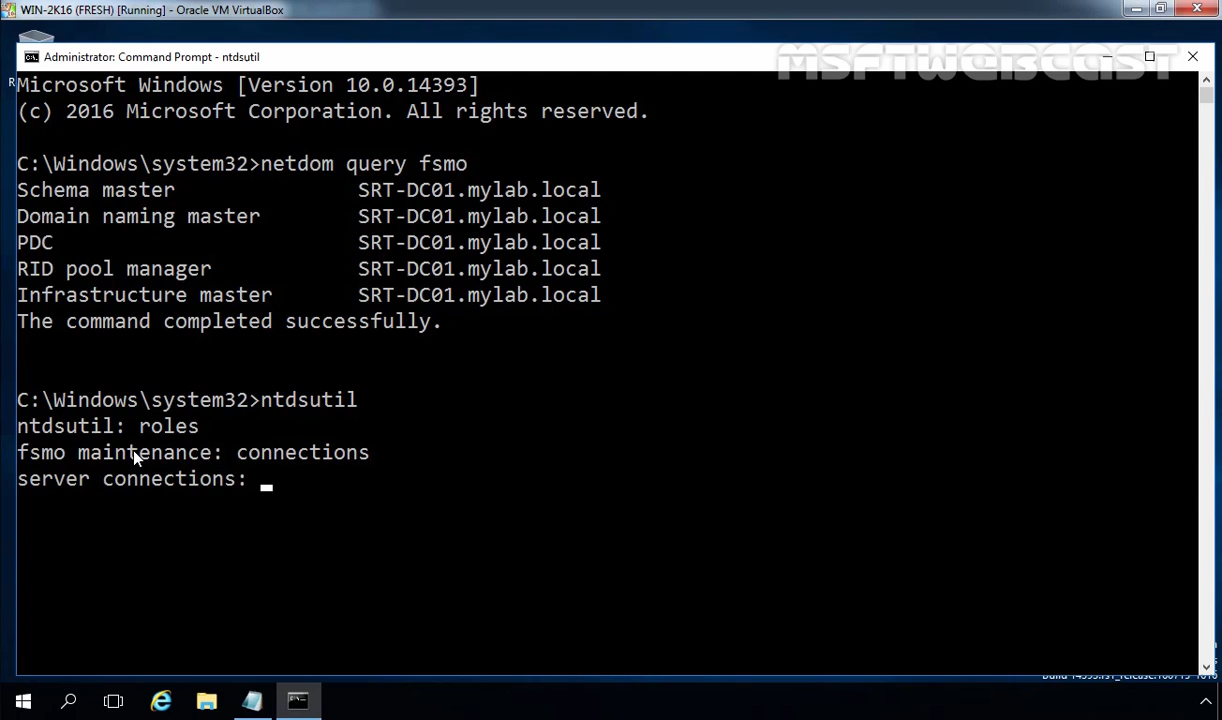 WIN-2K16 (FRESH) [Running] - Oracle VM VirtualBox
Administrator: Command Prompt - ntdsutil
MSFTWEBCAST
Microsoft Windows [Version 10.0.14393]
(c) 2016 Microsoft Corporation. All rights reserved.
C:\Windows\system32>netdom query fsmo
Schema master SRT-DC01.mylab.local
Domain naming master SRT-DC01.mylab.local
PDC SRT-DC01.mylab.local
RID pool manager SRT-DC01.mylab.local
Infrastructure master SRT-DC01.mylab.local
The command completed successfully.
C:\Windows\system32>ntdsutil
ntdsutil: roles
fsmo maintenance: connections
server connections: